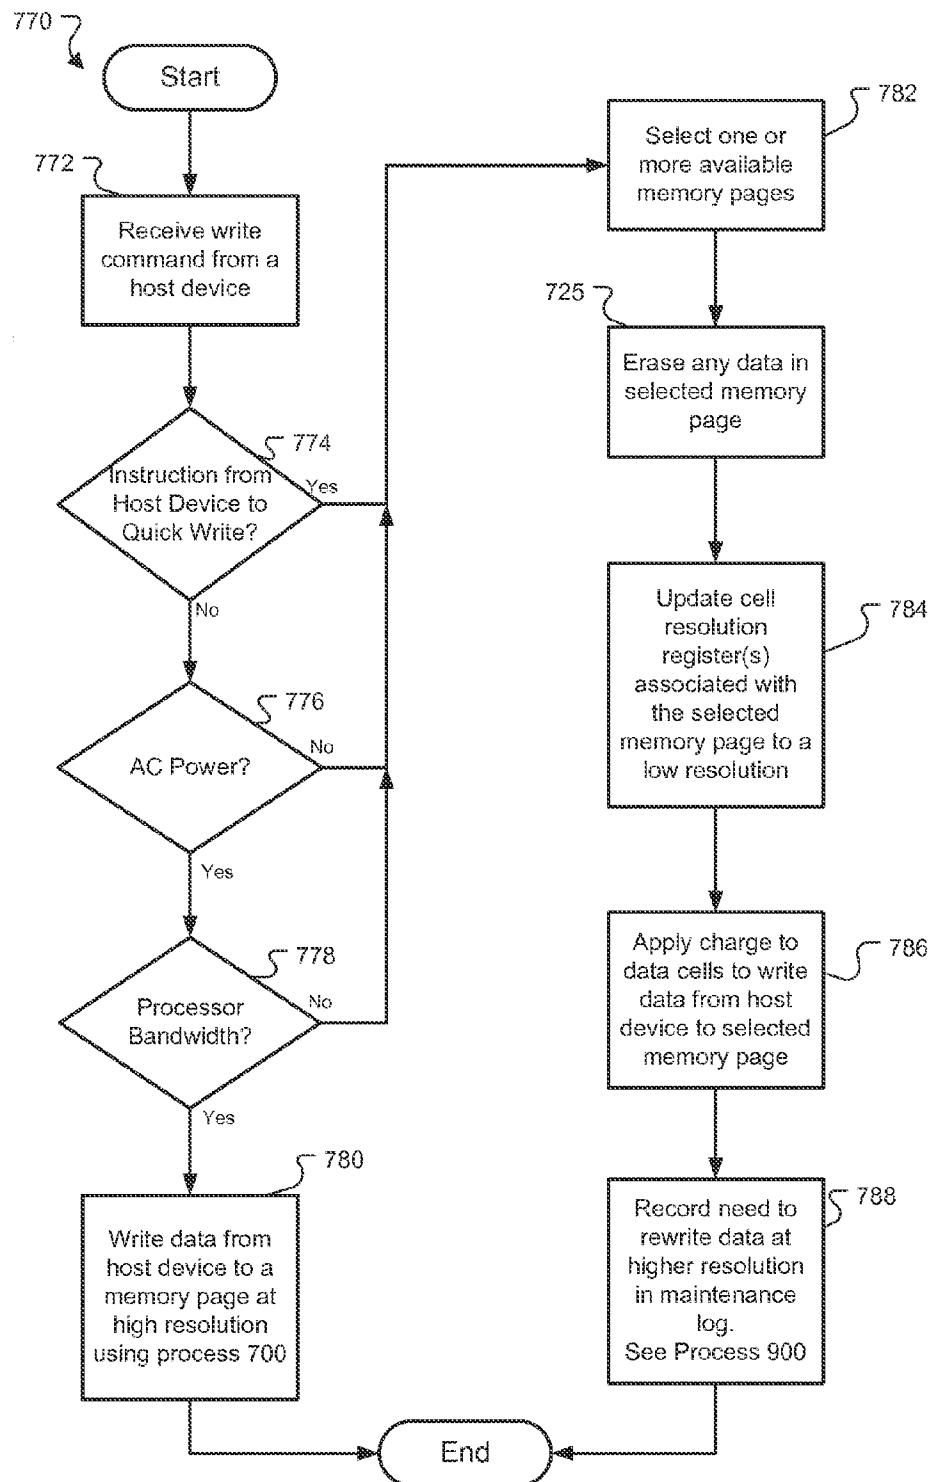 770
Start
772
Receive write
command from a
host device
774
Instruction from
Host Device to
Quick Write?
Yes
No
776
AC Power?
No
Yes
778
Processor
Bandwidth?
No
Yes
780
Write data from
host device to a
memory page at
high resolution
using process 700
782
Select one or
more available
memory pages
725
Erase any data in
selected memory
page
784
Update cell
resolution
register(s)
associated with
the selected
memory page to a
low resolution
786
Apply charge to
data cells to write
data from host
device to selected
memory page
788
Record need to
rewrite data at
higher resolution
in maintenance
log.
See Process 900
End